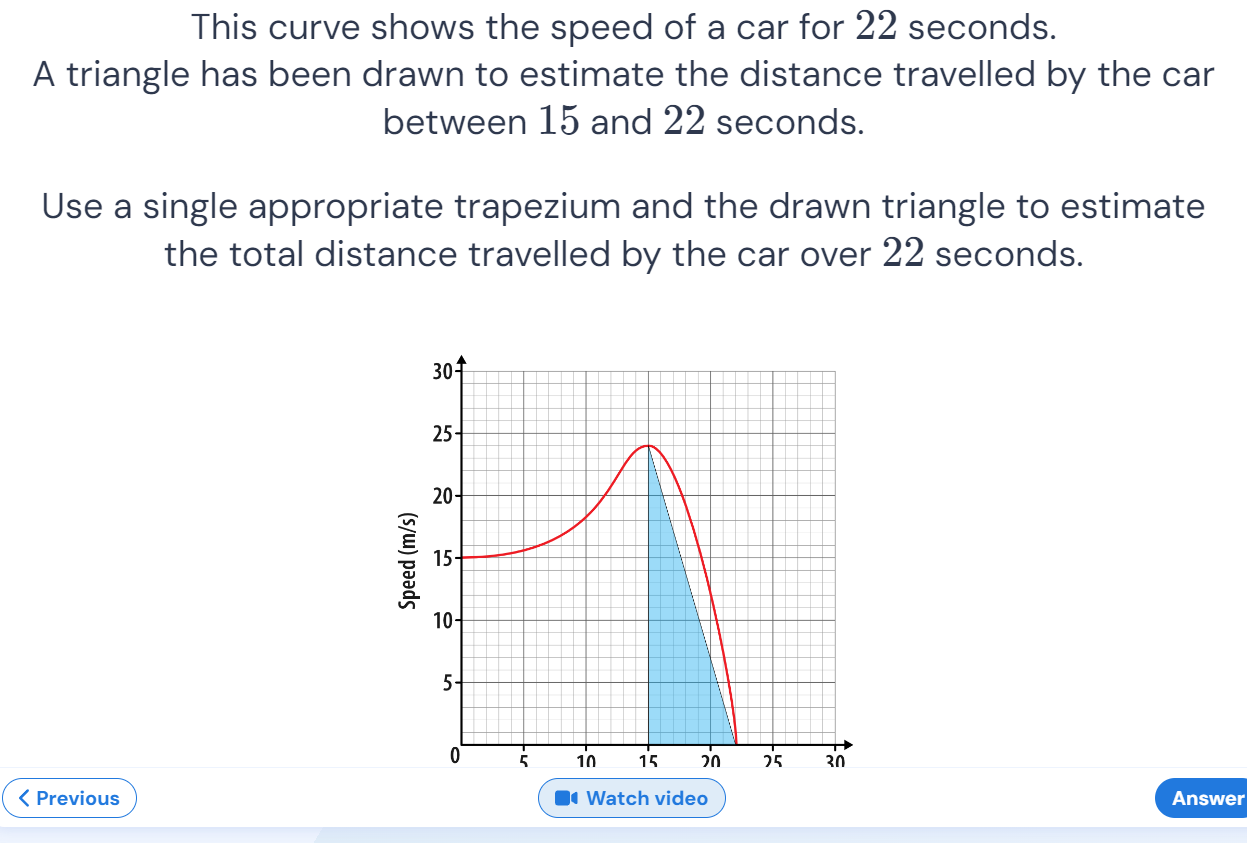 This curve shows the speed of a car for 22 seconds.
A triangle has been drawn to estimate the distance travelled by the car
between 15 and 22 seconds.
Use a single appropriate trapezium and the drawn triangle to estimate
the total distance travelled by the car over 22 seconds.
30
25
20
15
10
5
Speed (m/s)
0 5 10 15 20 25 30
Previous
Watch video
Answer